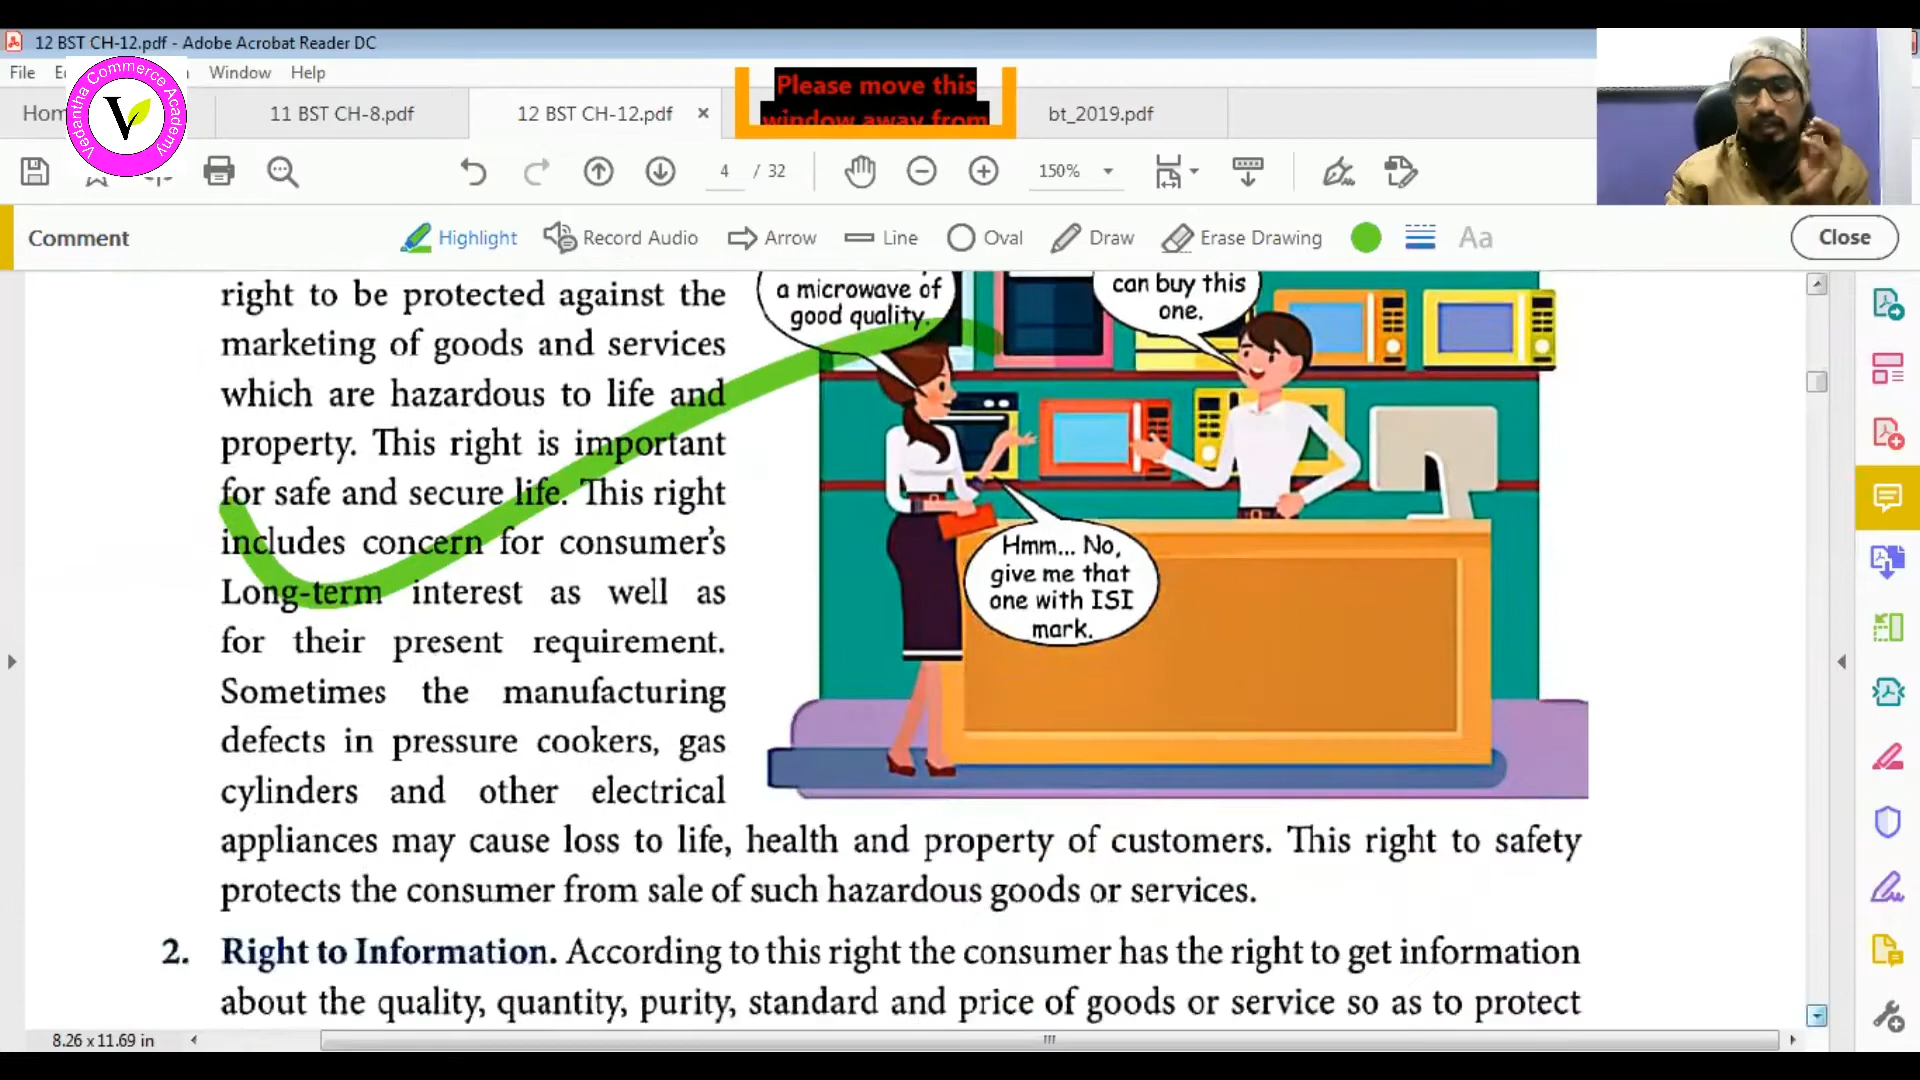 12 BST CH-12.pdf - Adobe Acrobat Reader DC
File
Window Help
Vedantha Commerce Academy
V
11 BST CH-8.pdf
12 BST CH-12.pdf ×
Please move this
window away from
bt_2019.pdf
4 / 32
150%
Comment
Highlight
Record Audio
Arrow
Line
Oval
Draw
Erase Drawing
Aa
Close
right to be protected against the
marketing of goods and services
which are hazardous to life and
property. This right is important
for safe and secure life. This right
includes concern for consumer's
Long-term interest as well as
for their present requirement.
Sometimes the manufacturing
defects in pressure cookers, gas
cylinders and other electrical
appliances may cause loss to life, health and property of customers. This right to safety
protects the consumer from sale of such hazardous goods or services.
a microwave of
good quality.
can buy this
one.
Hmm... No,
give me that
one with ISI
mark.
2. Right to Information. According to this right the consumer has the right to get information
about the quality, quantity, purity, standard and price of goods or service so as to protect
8.26 x 11.69 in